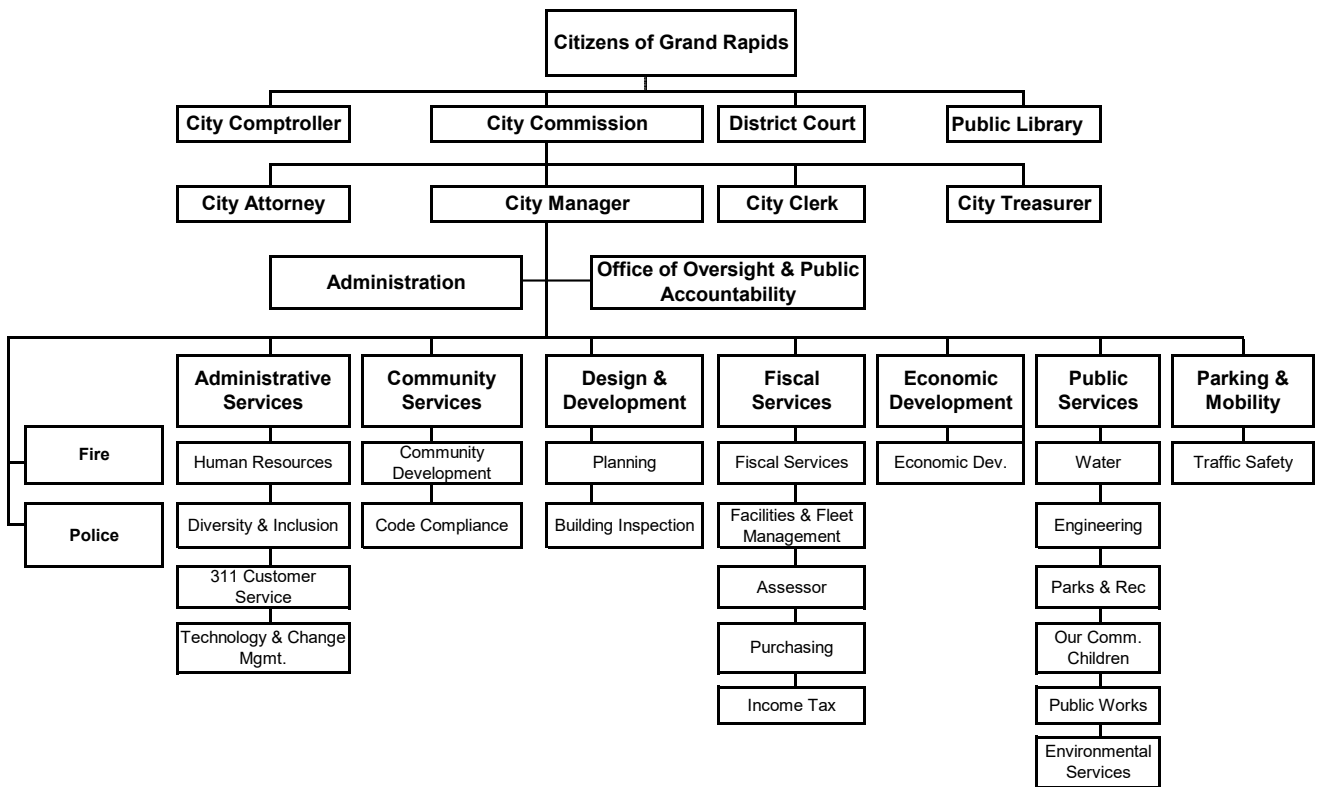 Citizens of Grand Rapids
City Comptroller
City Commission
District Court
Public Library
City Attorney
City Manager
City Clerk
City Treasurer
Administration
Office of Oversight & Public
Accountability
Administrative
Services
Community
Services
Design &
Development
Fiscal
Services
Economic
Development
Public
Services
Parking &
Mobility
Fire
Human Resources
Community
Development
Planning
Fiscal Services
Economic Dev.
Water
Traffic Safety
Police
Diversity & Inclusion
Code Compliance
Building Inspection
Facilities & Fleet
Management
Engineering
311 Customer
Service
Assessor
Parks & Rec
Technology & Change
Mgmt.
Purchasing
Our Comm.
Children
Income Tax
Public Works
Environmental
Services